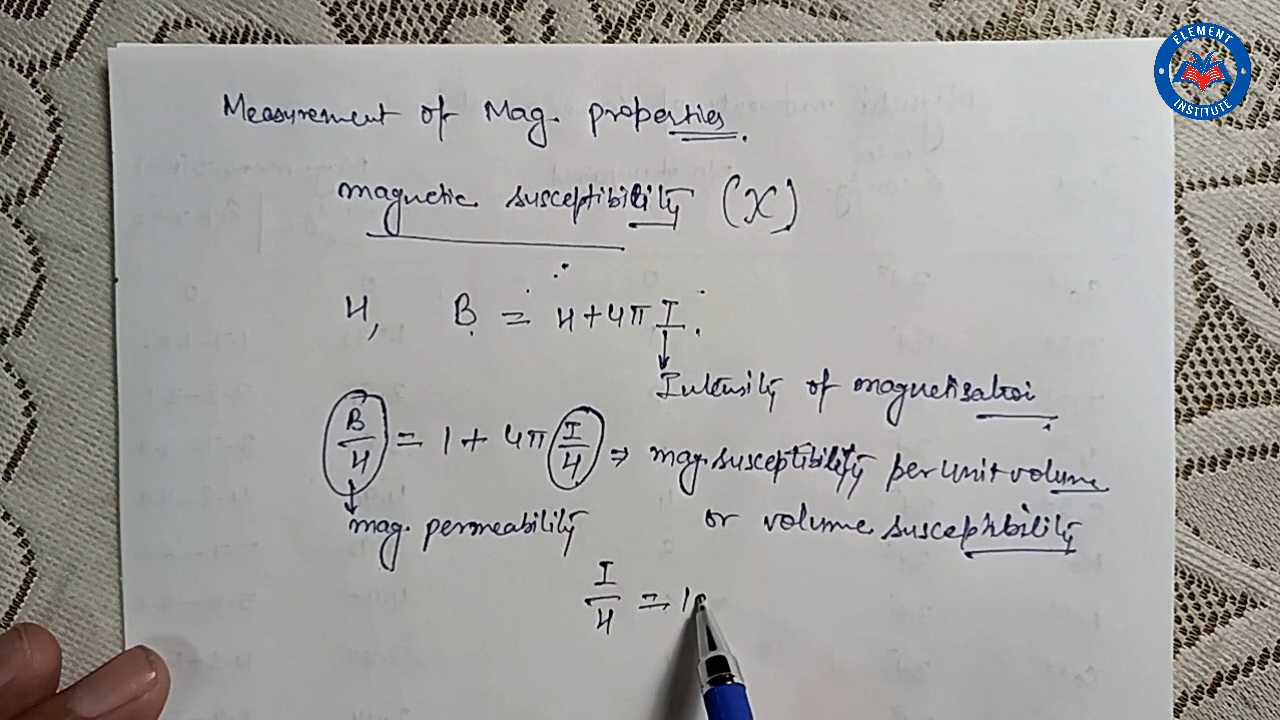 ELEMENT INSTITUTE
Measurement of Mag. properties.
magnetic susceptibility (χ)
H, B = H + 4π I.
Intensity of magnetisation
B/H = 1 + 4π I/H ⇒ mag. susceptibility per unit volume
mag. permeability or volume susceptibility
I/H =